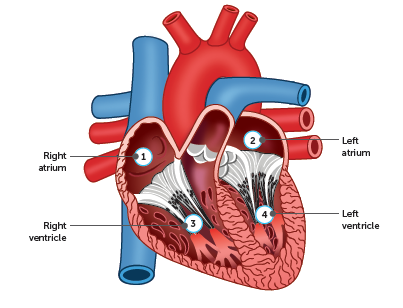 1
2
Right
atrium
Left
atrium
3
4
Right
ventricle
Left
ventricle